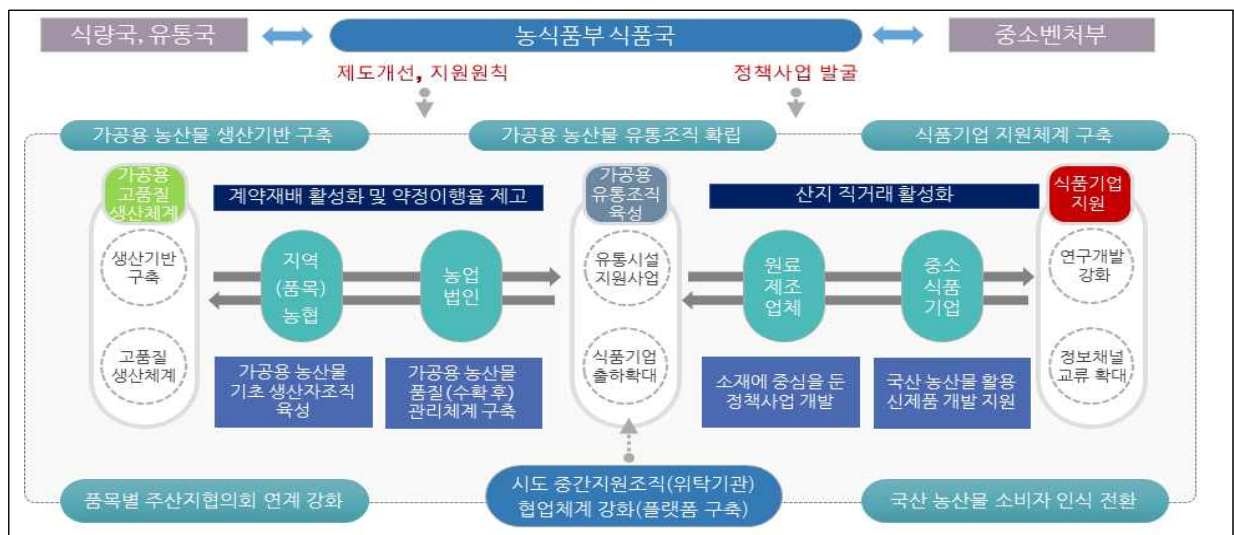 식량국, 유통국
농식품부 식품국
중소벤처부
제도개선, 지원원칙
정책사업 발굴
가공용 농산물 생산기반 구축
가공용 농산물 유통조직 확립
식품기업 지원체계 구축
가공용
고품질
생산체계
계약재배 활성화 및 약정이행율 제고
가공용
유통조직
육성
산지 직거래 활성화
식품기업
지원
생산기반
구축
지역
(품목)
농협
농업
법인
유통시설
지원사업
원료
제조
업체
중소
식품
기업
연구개발
강화
고품질
생산체계
가공용 농산물
기초 생산자조직
육성
가공용 농산물
품질(수확후)
관리체계 구축
식품기업
출하확대
소재에 중심을 둔
정책사업 개발
국산 농산물 활용
신제품 개발 지원
정보채널
교류 확대
품목별 주산지협의회 연계 강화
시도 중간지원조직(위탁기관)
협업체계 강화(플랫폼 구축)
국산 농산물 소비자 인식 전환